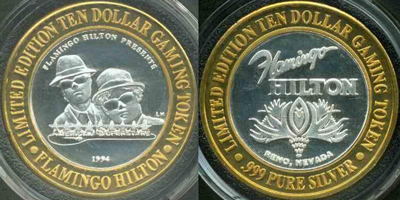 LIMITED EDITION TEN DOLLAR GAMING TOKEN
FLAMINGO HILTON PRESENTS
LM
1994
• FLAMINGO HILTON •
LIMITED EDITION TEN DOLLAR GAMING TOKEN
Flamingo
HILTON
RENO, NEVADA
• .999 PURE SILVER •